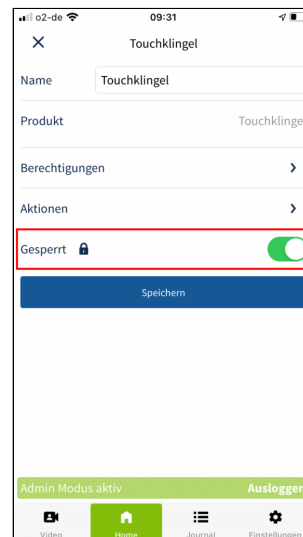 o2-de 09:31
Touchklingel
Name Touchklingel
Produkt Touchklinge
Berechtigungen
Aktionen
Gesperrt
Speichern
Admin Modus aktiv Auslogger
Video Home Journal Einstellungen